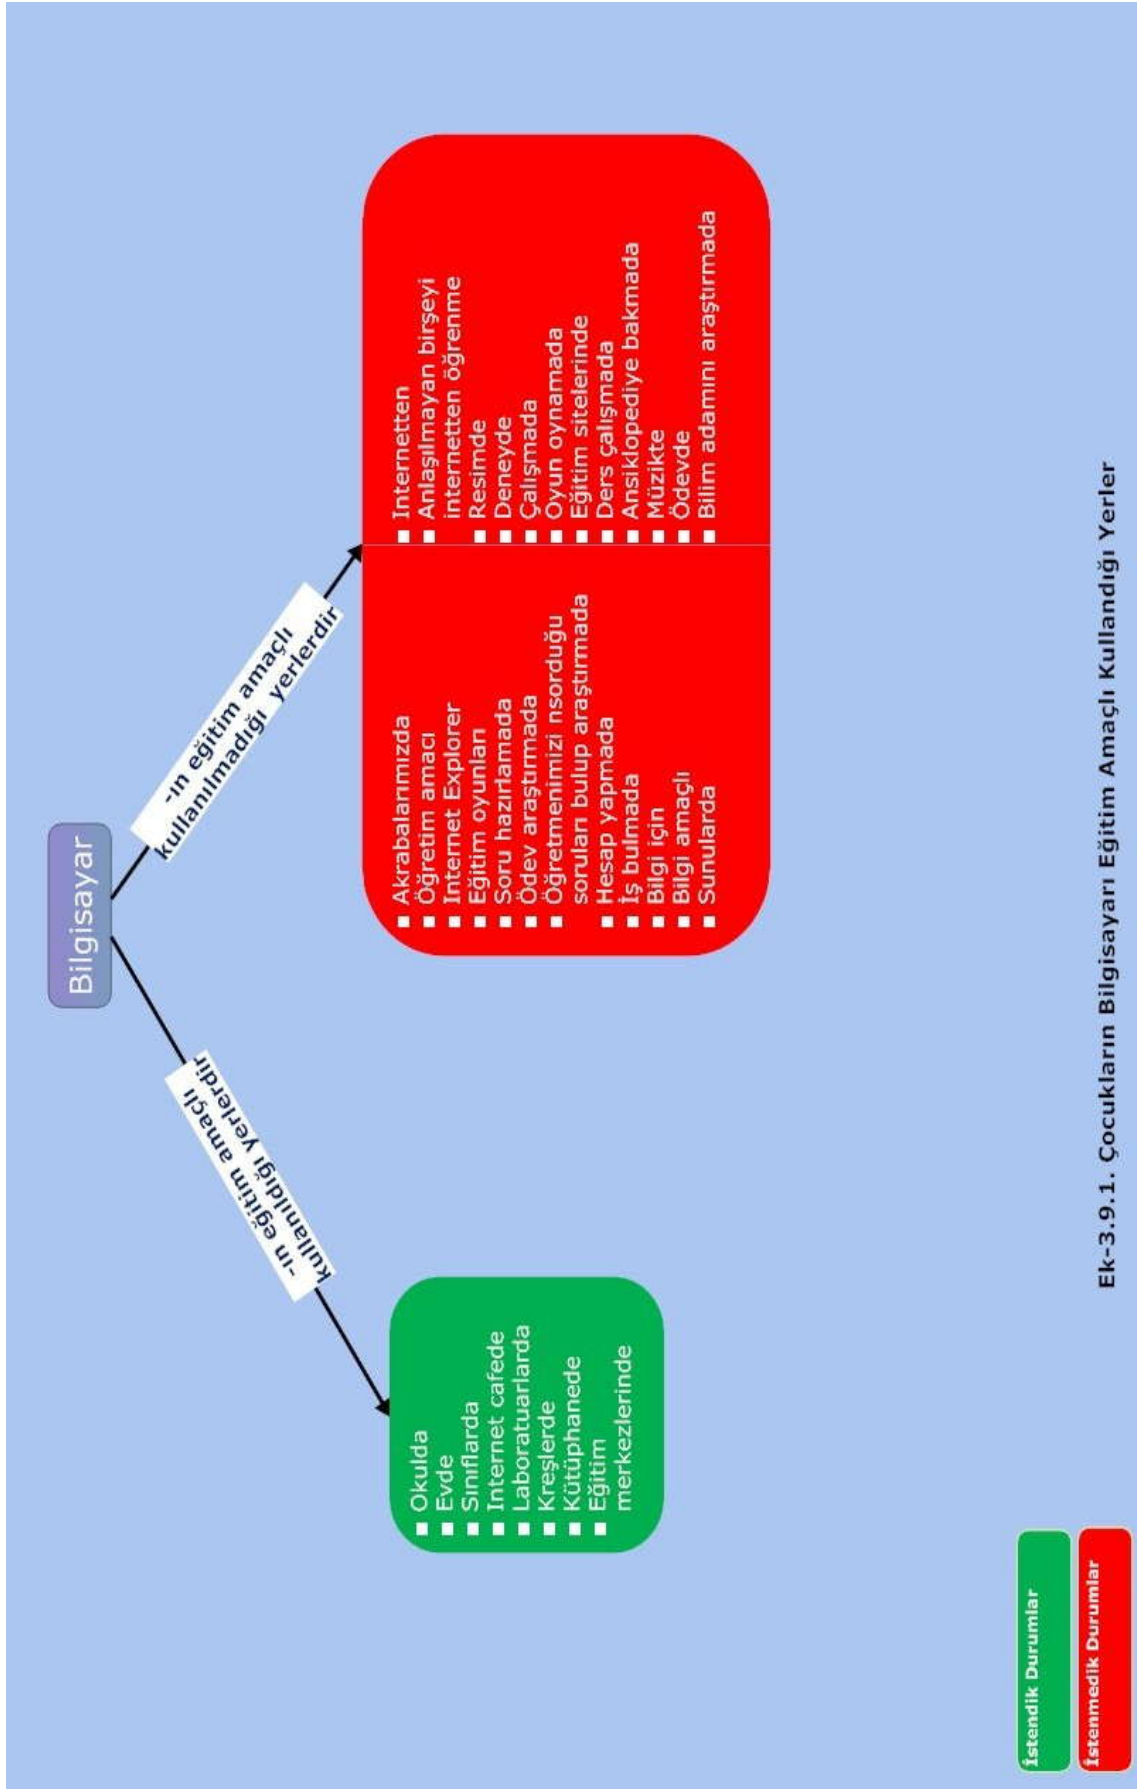 Bilgisayar
-ın eğitim amaçlı
kullanıldığı yerlerdir
-ın eğitim amaçlı
kullanılmadığı yerlerdir
Okulda
Evde
Sınıflarda
Internet cafede
Laboratuarlarda
Kreşlerde
Kütüphanede
Eğitim
merkezlerinde
Akrabalarımızda
Öğretim amacı
Internet Explorer
Eğitim oyunları
Soru hazırlamada
Ödev araştırmada
Öğretmenimizi nsorduğu
soruları bulup araştırmada
Hesap yapmada
İş bulmada
Bilgi için
Bilgi amaçlı
Sunularda
Internetten
Anlaşılmayan birşeyi
internetten öğrenme
Resimde
Deneyde
Çalışmada
Oyun oynamada
Eğitim sitelerinde
Ders çalışmada
Ansiklopediye bakmada
Müzikte
Ödevde
Bilim adamını araştırmada
İstendik Durumlar
İstenmedik Durumlar
Ek-3.9.1. Çocukların Bilgisayarı Eğitim Amaçlı Kullandığı Yerler